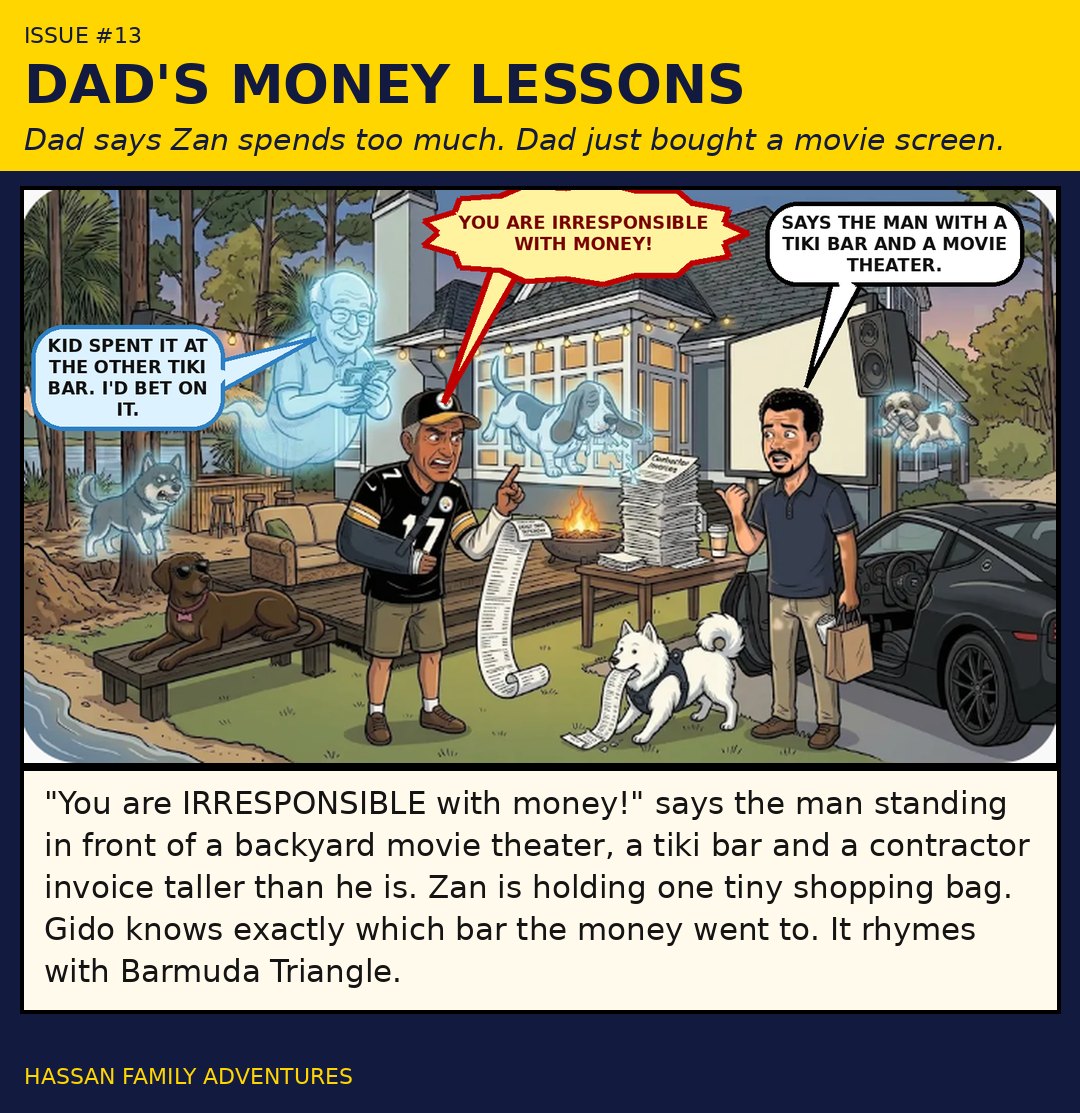 ISSUE #13
DAD'S MONEY LESSONS
Dad says Zan spends too much. Dad just bought a movie screen.
YOU ARE IRRESPONSIBLE
WITH MONEY!
SAYS THE MAN WITH A
TIKI BAR AND A MOVIE
THEATER.
KID SPENT IT AT
THE OTHER TIKI
BAR. I'D BET ON
IT.
Contractor
Invoices
17
"You are IRRESPONSIBLE with money!" says the man standing
in front of a backyard movie theater, a tiki bar and a contractor
invoice taller than he is. Zan is holding one tiny shopping bag.
Gido knows exactly which bar the money went to. It rhymes
with Barmuda Triangle.
HASSAN FAMILY ADVENTURES